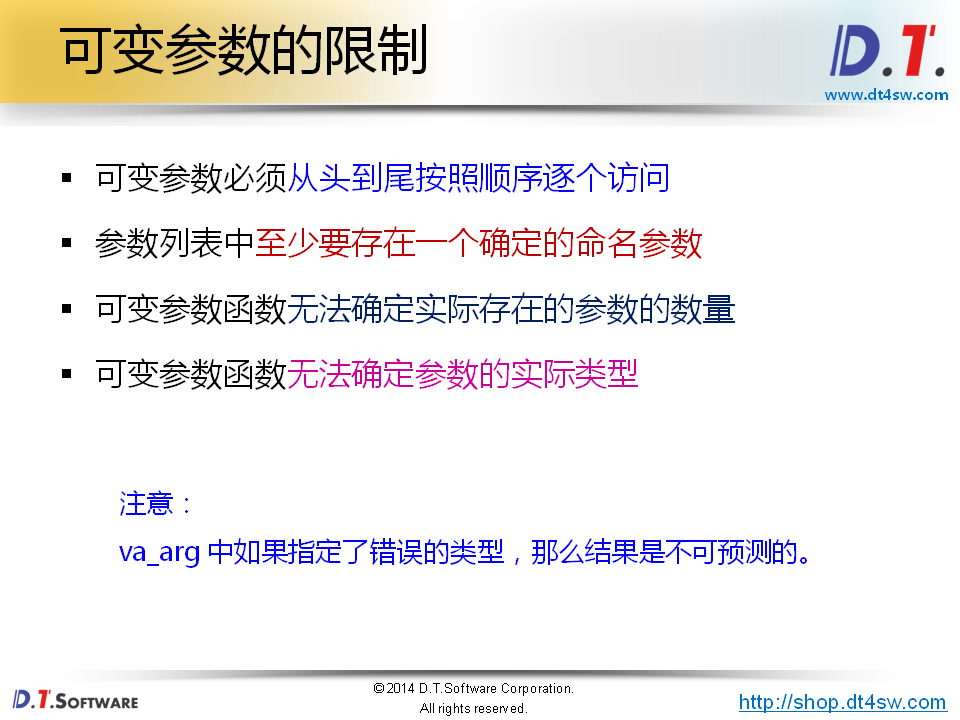 可变参数的限制
D.T.
www.dt4sw.com
▪ 可变参数必须从头到尾按照顺序逐个访问
▪ 参数列表中至少要存在一个确定的命名参数
▪ 可变参数函数无法确定实际存在的参数的数量
▪ 可变参数函数无法确定参数的实际类型
注意：
va_arg 中如果指定了错误的类型，那么结果是不可预测的。
D.T.SOFTWARE
©2014 D.T.Software Corporation.
All rights reserved.
http://shop.dt4sw.com